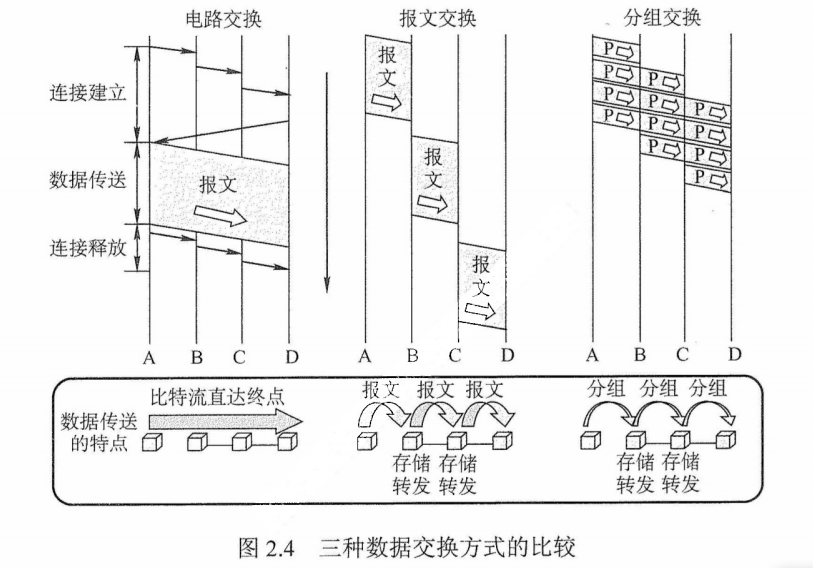 电路交换
报文交换
分组交换
连接建立
数据传送
连接释放
报文
报
文
报
文
报
文
P
P
P
P
P
P
P
P
P
P
P
P
A B C D
A B C D
A B C D
数据传送
的特点
比特流直达终点
报文 报文 报文
存储 存储
转发 转发
分组 分组 分组
存储 存储
转发 转发
图 2.4 三种数据交换方式的比较